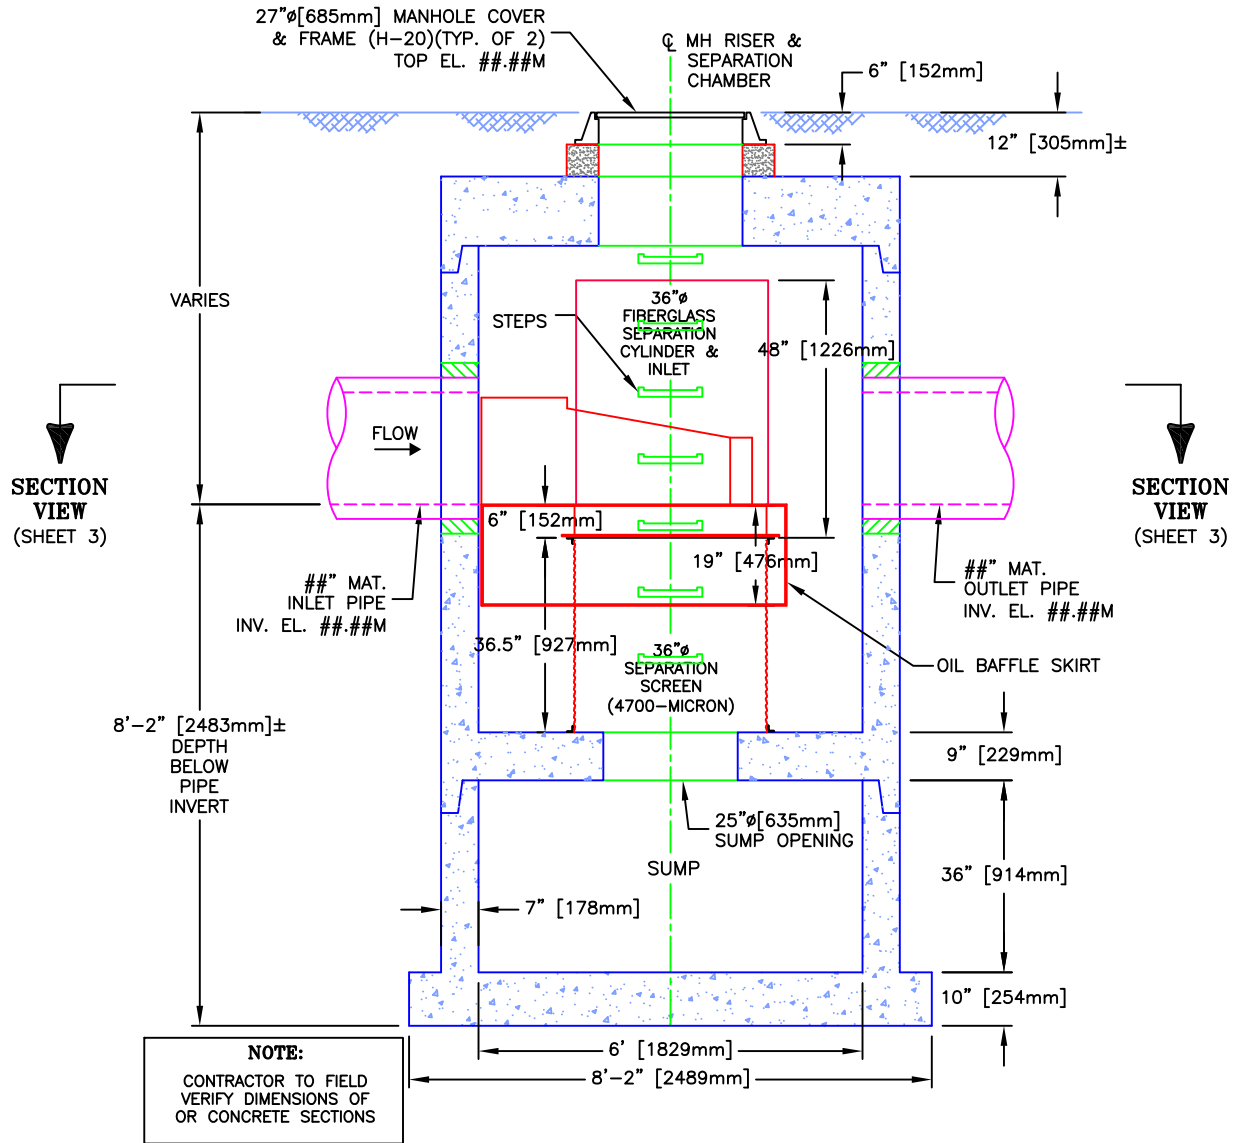 27"ø[685mm] MANHOLE COVER
& FRAME (H-20)(TYP. OF 2)
TOP EL. ##.##M
℄ MH RISER &
SEPARATION
CHAMBER
6" [152mm]
12" [305mm]±
VARIES
STEPS
36"ø
FIBERGLASS
SEPARATION
CYLINDER &
INLET
48" [1226mm]
FLOW
SECTION
VIEW
(SHEET 3)
SECTION
VIEW
(SHEET 3)
6" [152mm]
19" [476mm]
##" MAT.
INLET PIPE
INV. EL. ##.##M
##" MAT.
OUTLET PIPE
INV. EL. ##.##M
36.5" [927mm]
36"ø
SEPARATION
SCREEN
(4700-MICRON)
OIL BAFFLE SKIRT
8'-2" [2483mm]±
DEPTH
BELOW
PIPE
INVERT
9" [229mm]
25"ø[635mm]
SUMP OPENING
SUMP
36" [914mm]
7" [178mm]
10" [254mm]
6' [1829mm]
8'-2" [2489mm]
NOTE:
CONTRACTOR TO FIELD
VERIFY DIMENSIONS OF
OR CONCRETE SECTIONS